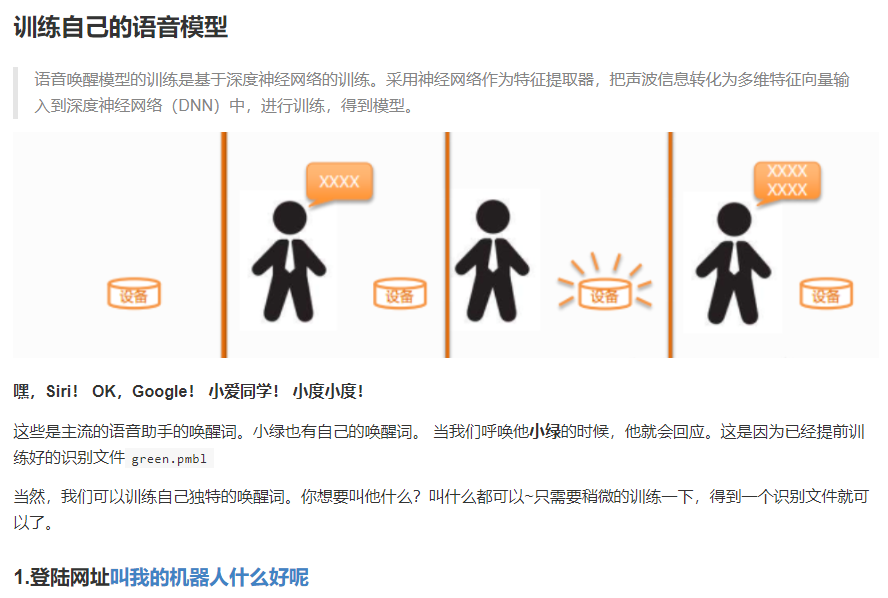 训练自己的语音模型
语音唤醒模型的训练是基于深度神经网络的训练。采用神经网络作为特征提取器，把声波信息转化为多维特征向量输
入到深度神经网络（DNN）中，进行训练，得到模型。
XXXX
XXXX
XXXX
设备
设备
设备
设备
嘿，Siri！ OK，Google！ 小爱同学！ 小度小度！
这些是主流的语音助手的唤醒词。小绿也有自己的唤醒词。 当我们呼唤他小绿的时候，他就会回应。这是因为已经提前训
练好的识别文件 green.pmbl
当然，我们可以训练自己独特的唤醒词。你想要叫他什么？叫什么都可以~只需要稍微的训练一下，得到一个识别文件就可
以了。
1.登陆网址叫我的机器人什么好呢